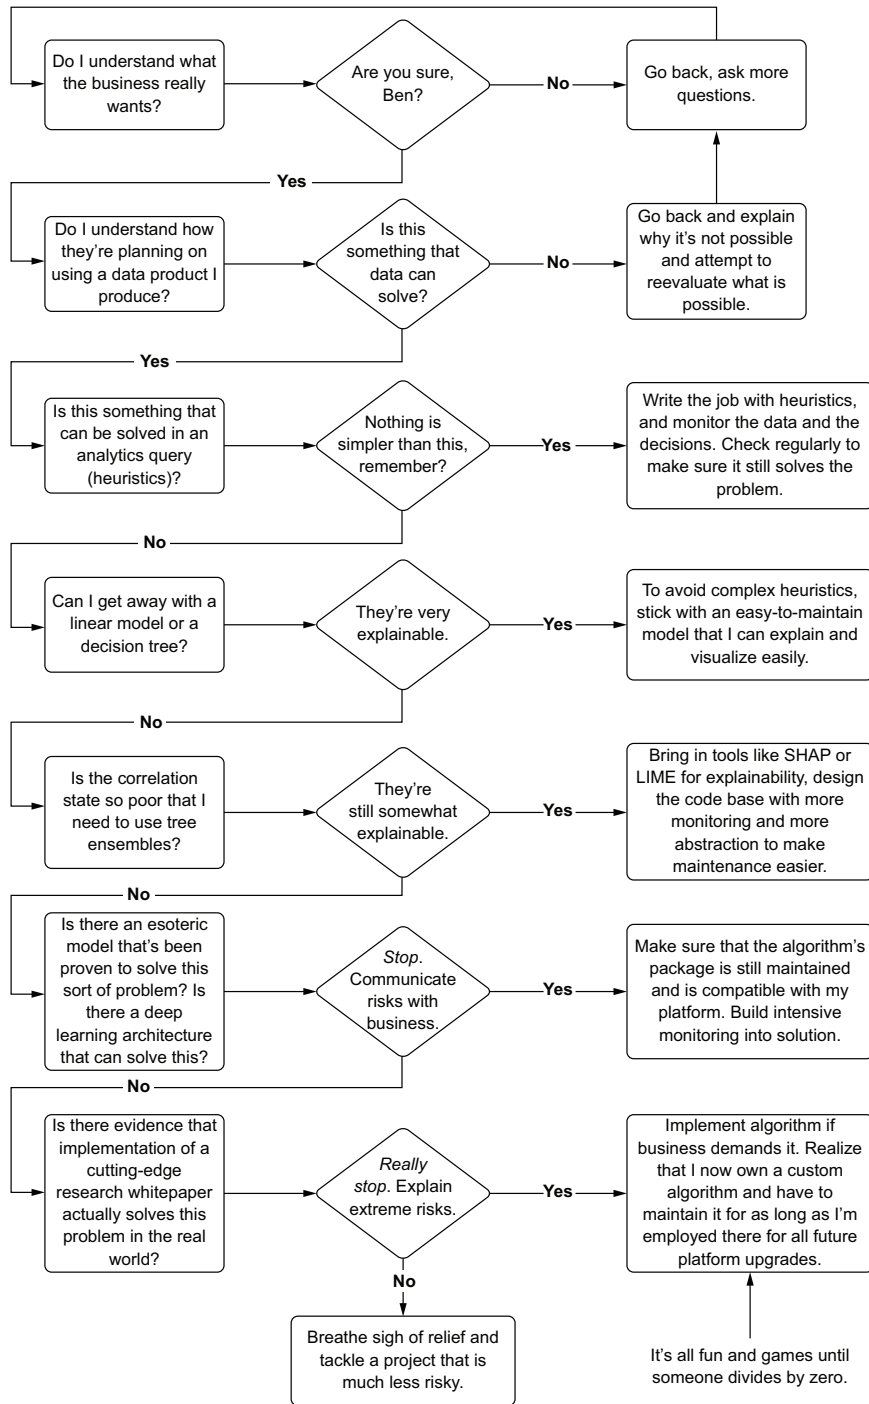 Do I understand what
the business really
wants?
Are you sure,
Ben?
No
Go back, ask more
questions.
Yes
Do I understand how
they're planning on
using a data product I
produce?
Is this
something that
data can
solve?
No
Go back and explain
why it's not possible
and attempt to
reevaluate what is
possible.
Yes
Is this something that
can be solved in an
analytics query
(heuristics)?
Nothing is
simpler than this,
remember?
Yes
Write the job with heuristics,
and monitor the data and the
decisions. Check regularly to
make sure it still solves the
problem.
No
Can I get away with a
linear model or a
decision tree?
They're very
explainable.
Yes
To avoid complex heuristics,
stick with an easy-to-maintain
model that I can explain and
visualize easily.
No
Is the correlation
state so poor that I
need to use tree
ensembles?
They're
still somewhat
explainable.
Yes
Bring in tools like SHAP or
LIME for explainability, design
the code base with more
monitoring and more
abstraction to make
maintenance easier.
No
Is there an esoteric
model that's been
proven to solve this
sort of problem? Is
there a deep
learning architecture
that can solve this?
Stop.
Communicate
risks with
business.
Yes
Make sure that the algorithm's
package is still maintained
and is compatible with my
platform. Build intensive
monitoring into solution.
No
Is there evidence that
implementation of a
cutting-edge
research whitepaper
actually solves this
problem in the real
world?
Really
stop. Explain
extreme risks.
Yes
Implement algorithm if
business demands it. Realize
that I now own a custom
algorithm and have to
maintain it for as long as I'm
employed there for all future
platform upgrades.
No
Breathe sigh of relief and
tackle a project that is
much less risky.
It's all fun and games until
someone divides by zero.